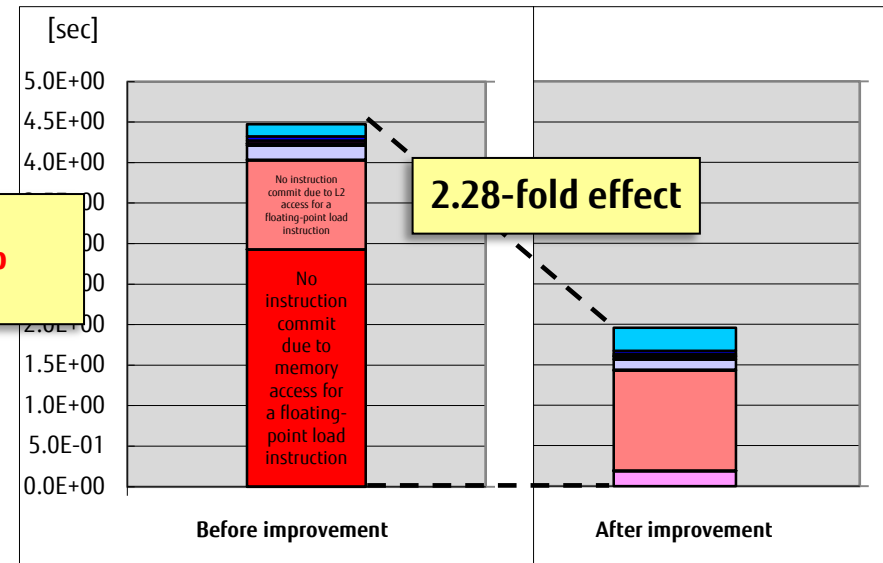 [sec]
5.0E+00
4.5E+00
4.0E+00
1.5E+00
1.0E+00
5.0E-01
0.0E+00
No instruction
commit due to L2
access for a
floating-point load
instruction
No
instruction
commit
due to
memory
access for
a floating-
point load
instruction
2.28-fold effect
Before improvement
After improvement